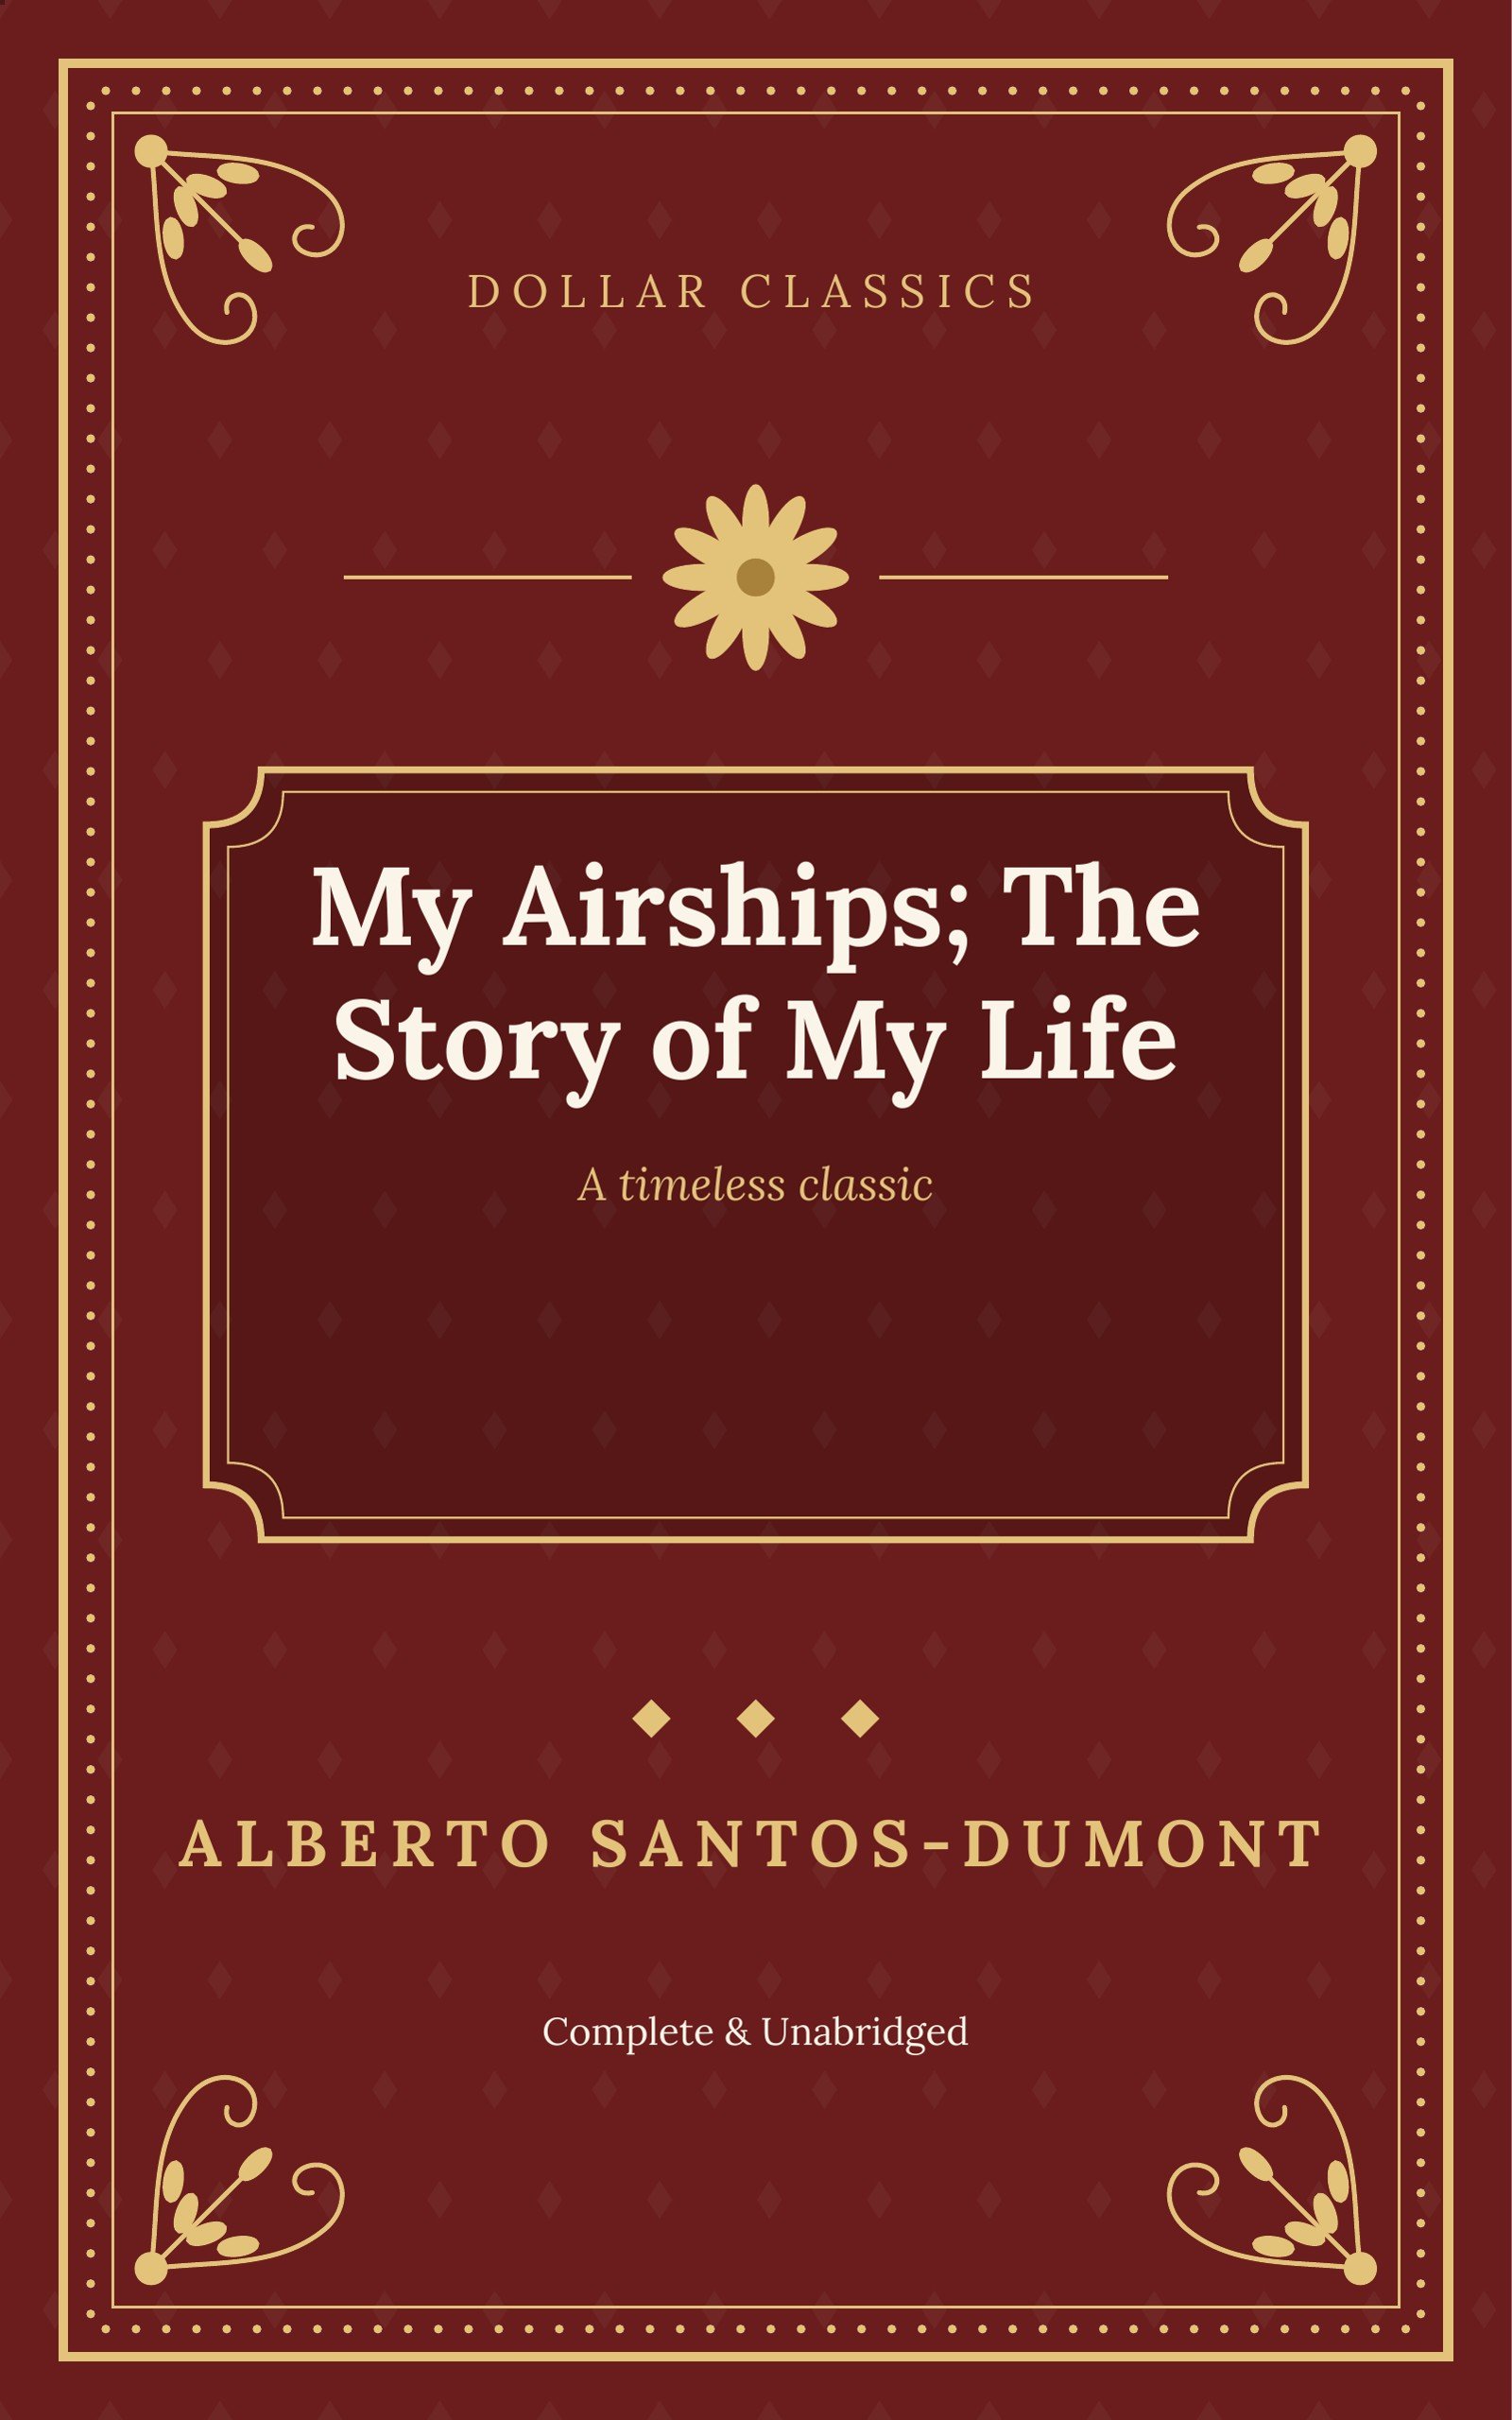 DOLLAR CLASSICS
My Airships; The
Story of My Life
A timeless classic
ALBERTO SANTOS-DUMONT
Complete & Unabridged